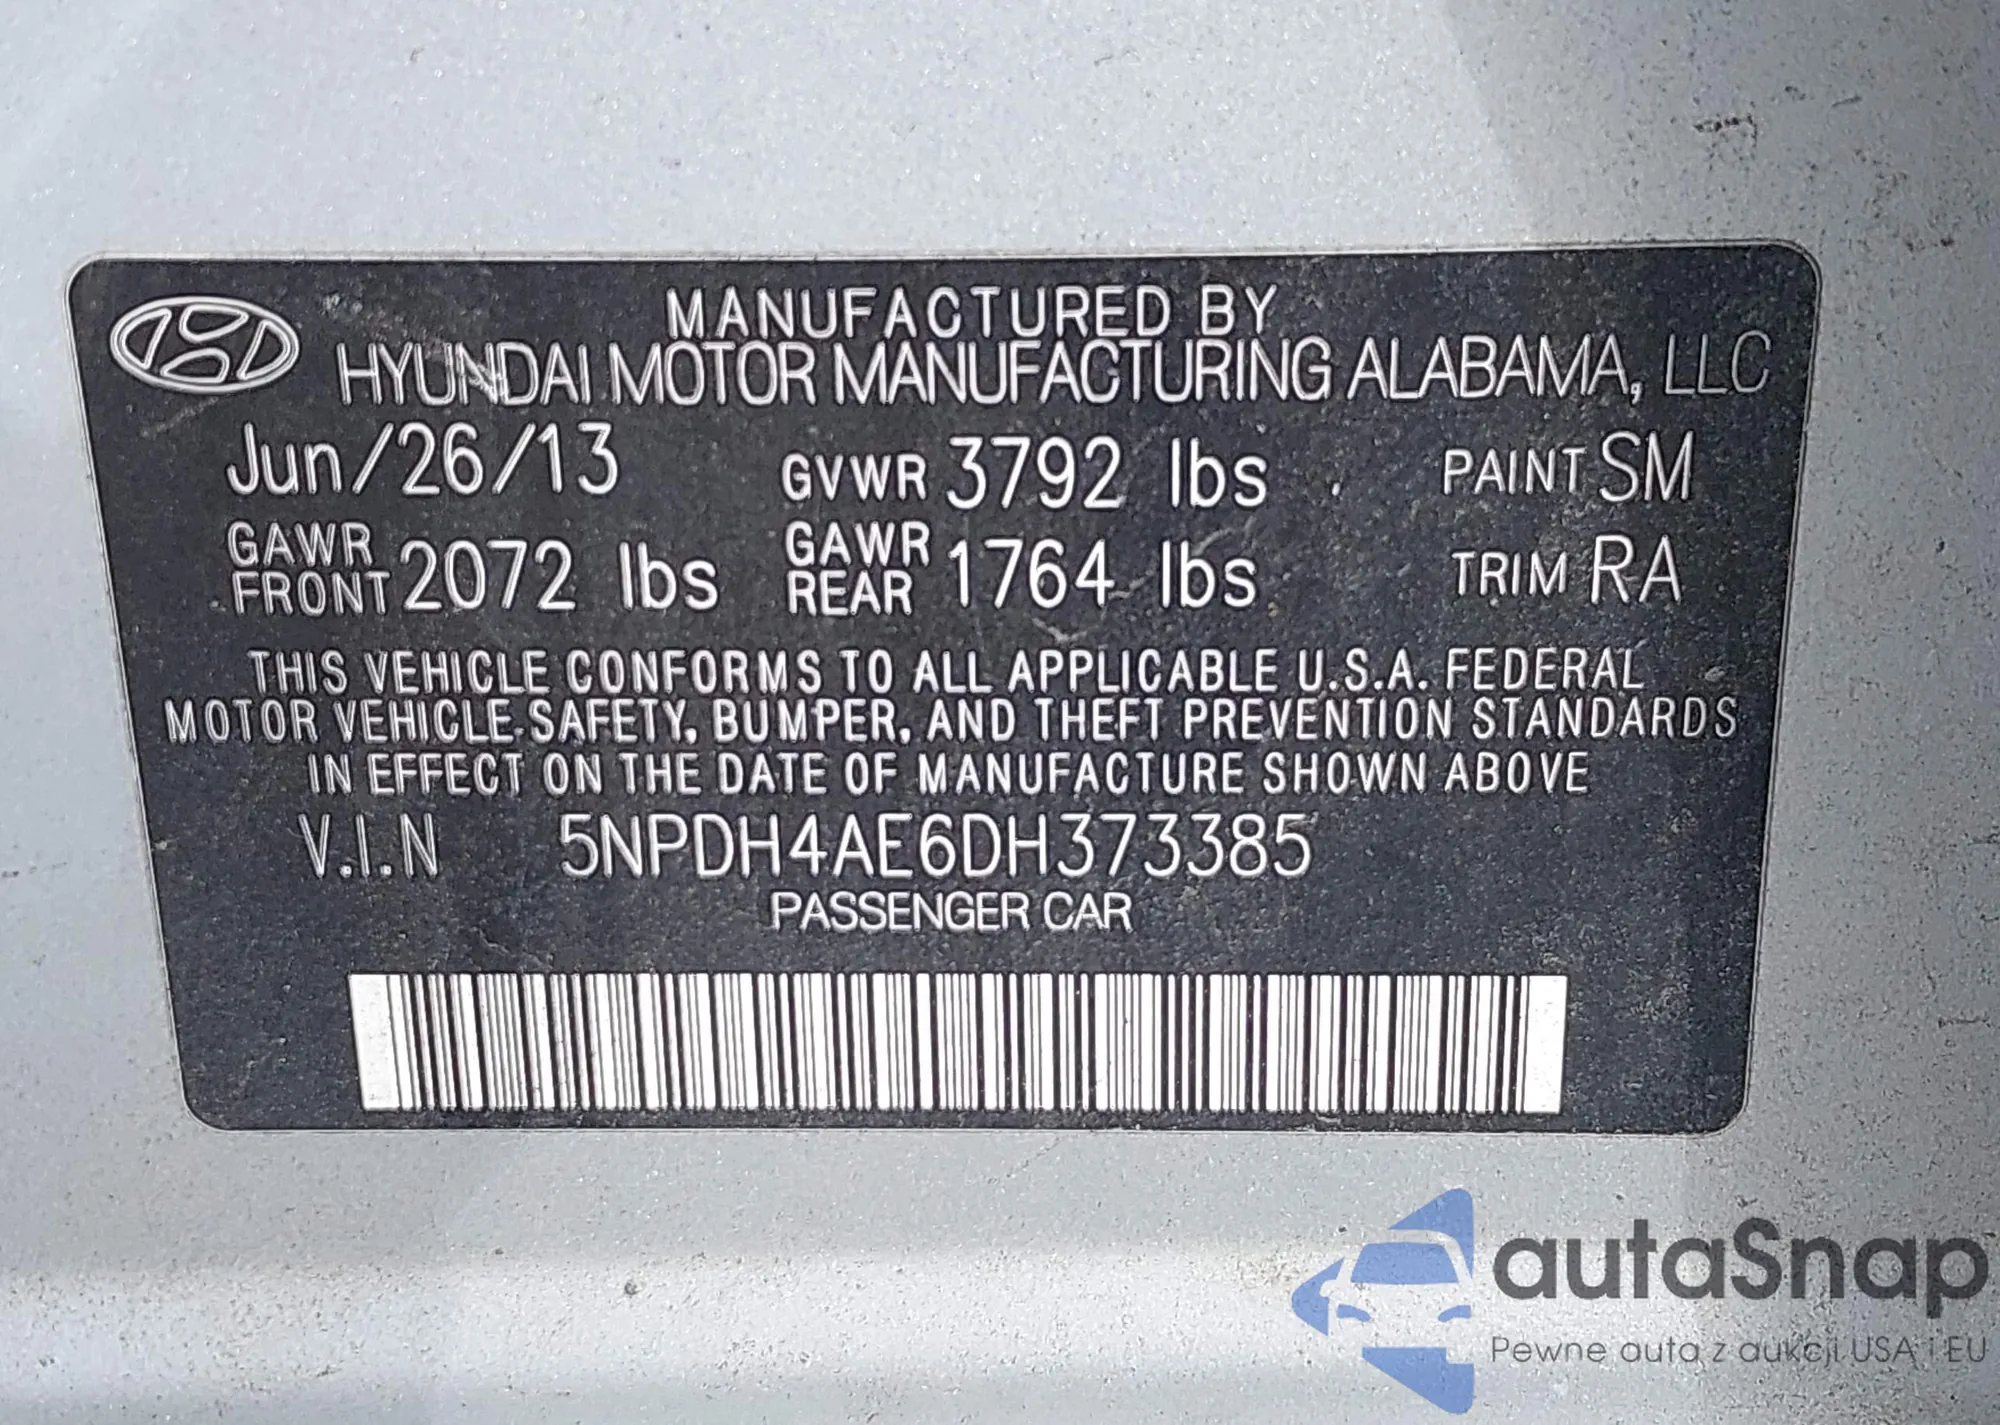 MANUFACTURED BY
HYUNDAI MOTOR MANUFACTURING ALABAMA, LLC
Jun/26/13 GVWR 3792 lbs PAINT SM
GAWR FRONT 2072 lbs GAWR REAR 1764 lbs TRIM RA
THIS VEHICLE CONFORMS TO ALL APPLICABLE U.S.A. FEDERAL
MOTOR VEHICLE SAFETY, BUMPER, AND THEFT PREVENTION STANDARDS
IN EFFECT ON THE DATE OF MANUFACTURE SHOWN ABOVE
V.I.N 5NPDH4AE6DH373385
PASSENGER CAR
autaSnap
Pewne auta z aukcji USA i EU